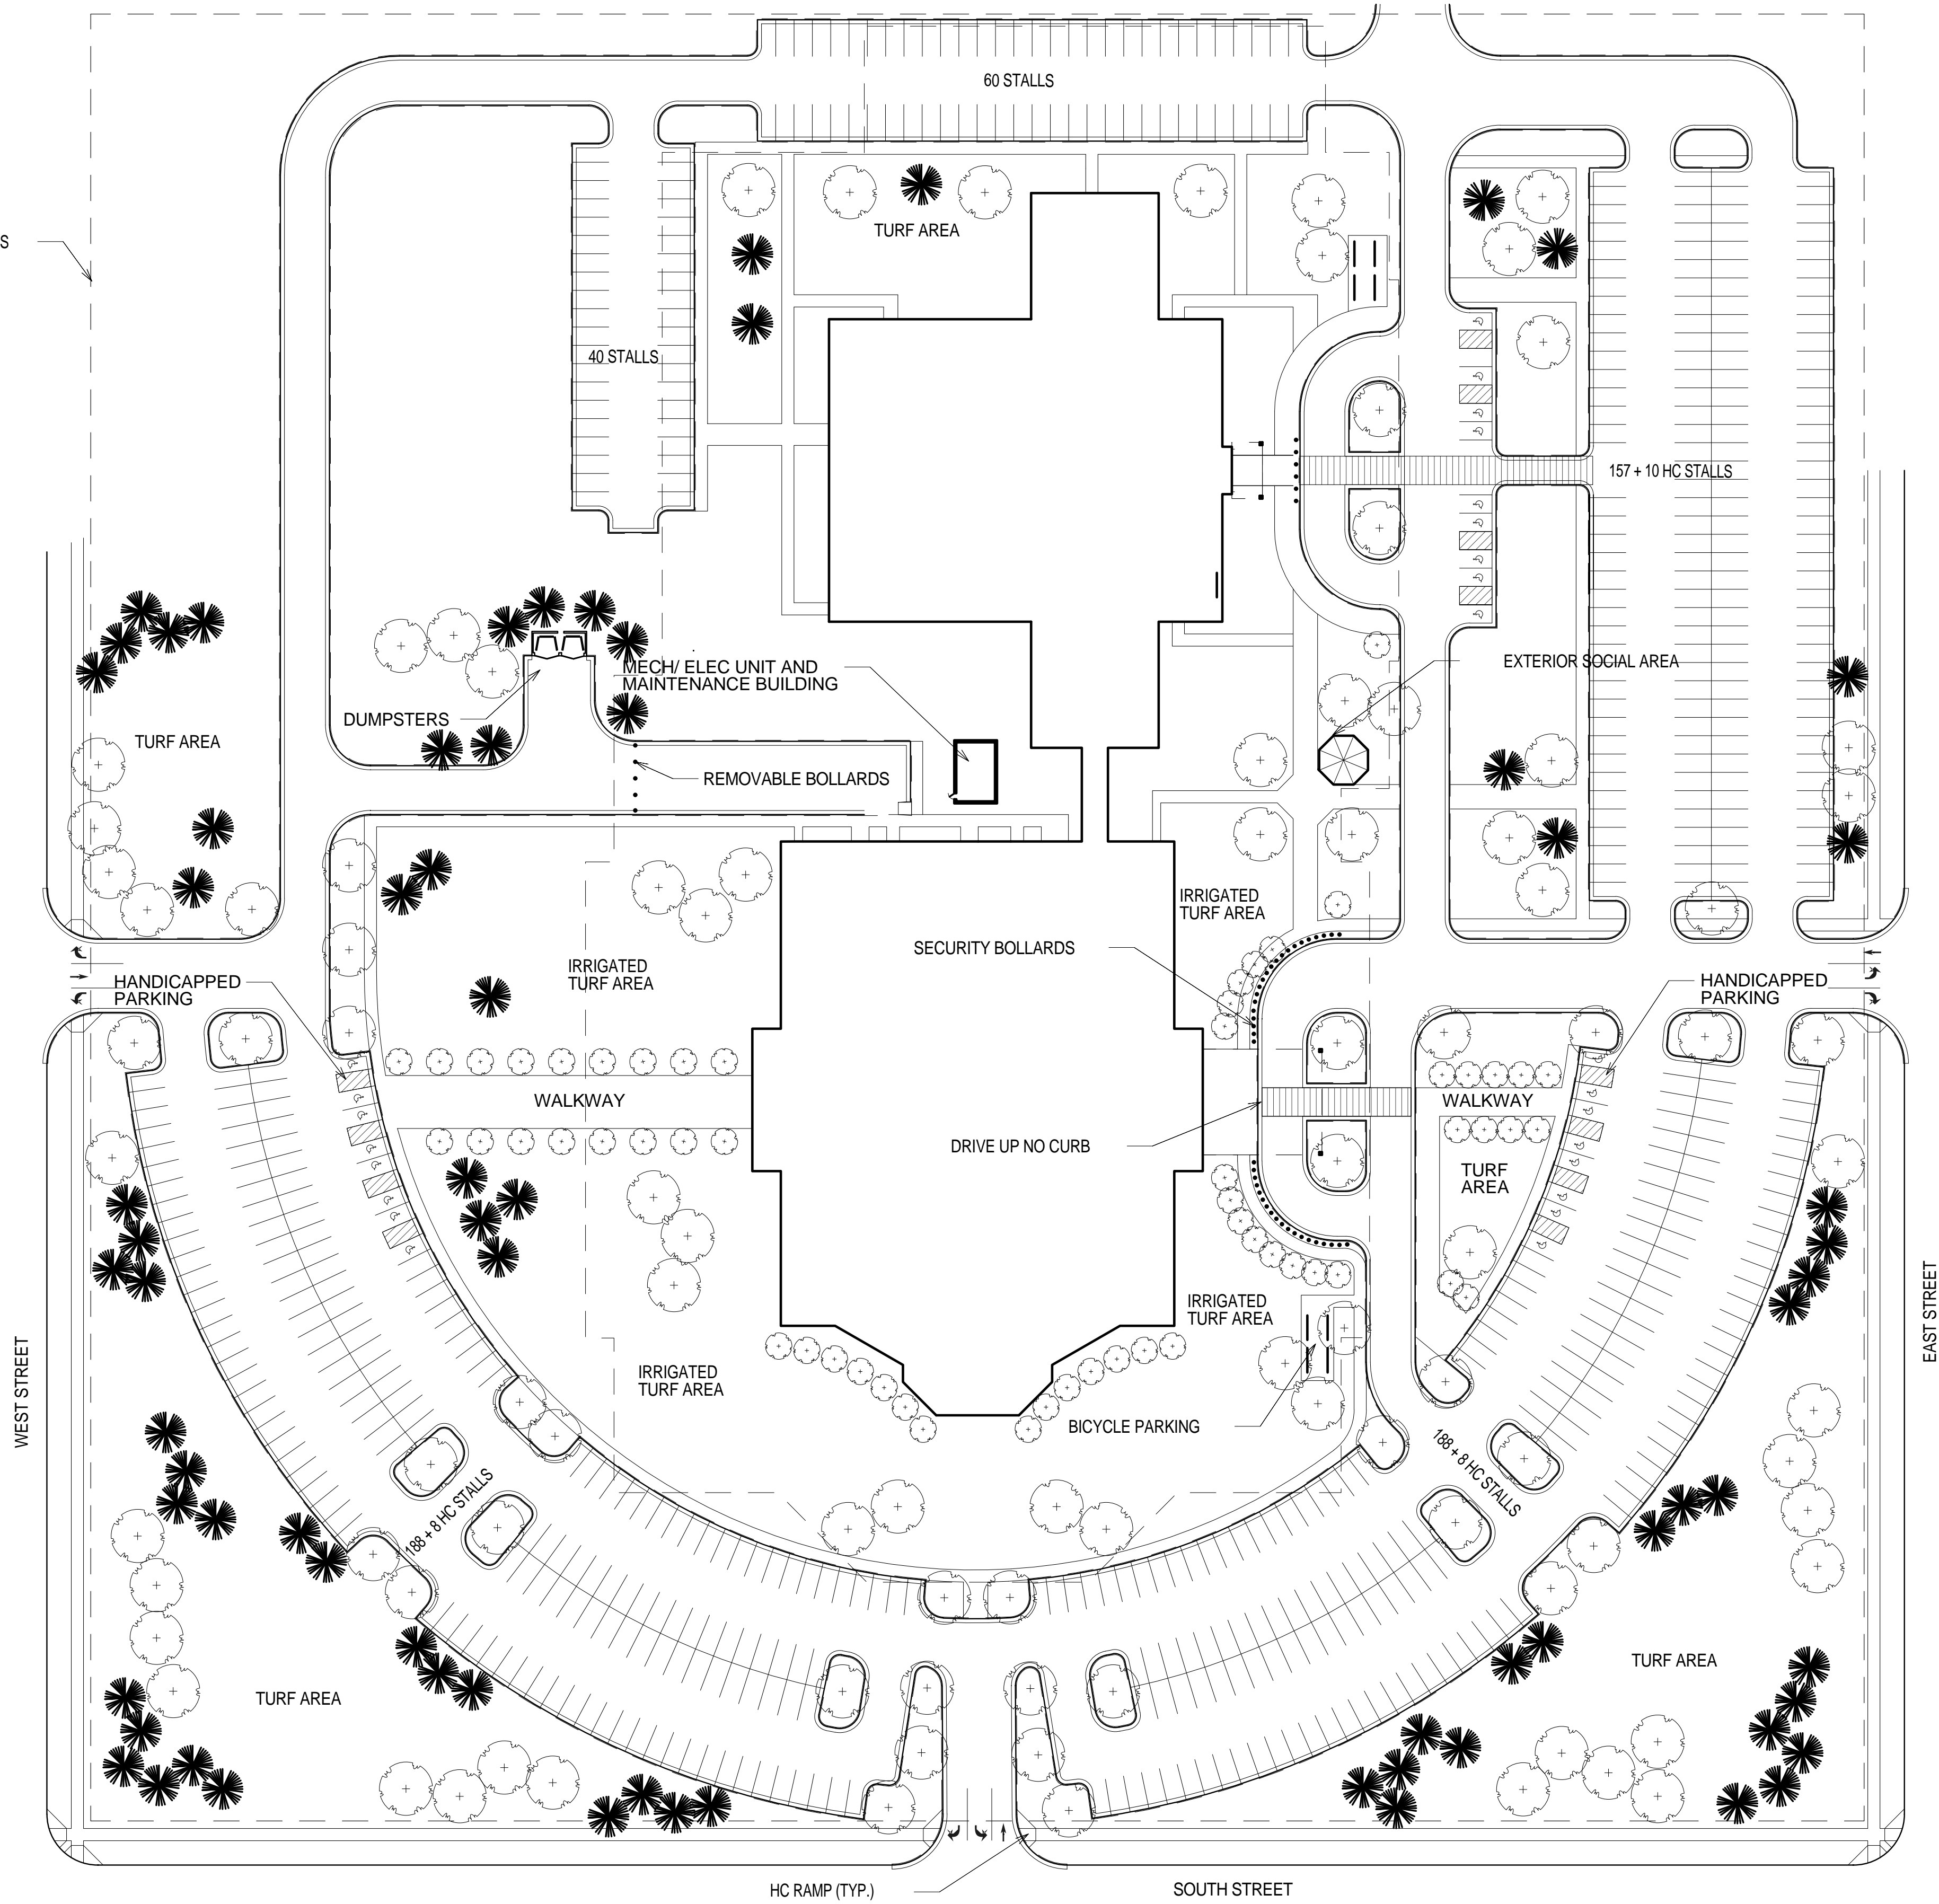 60 STALLS
TURF AREA
S
40 STALLS
157 + 10 HC STALLS
MECH/ ELEC UNIT AND
MAINTENANCE BUILDING
EXTERIOR SOCIAL AREA
DUMPSTERS
TURF AREA
REMOVABLE BOLLARDS
IRRIGATED
TURF AREA
SECURITY BOLLARDS
IRRIGATED
TURF AREA
HANDICAPPED
PARKING
HANDICAPPED
PARKING
WALKWAY
WALKWAY
DRIVE UP NO CURB
TURF
AREA
IRRIGATED
TURF AREA
WEST STREET
EAST STREET
IRRIGATED
TURF AREA
BICYCLE PARKING
188 + 8 HC STALLS
188 + 8 HC STALLS
TURF AREA
TURF AREA
HC RAMP (TYP.)
SOUTH STREET